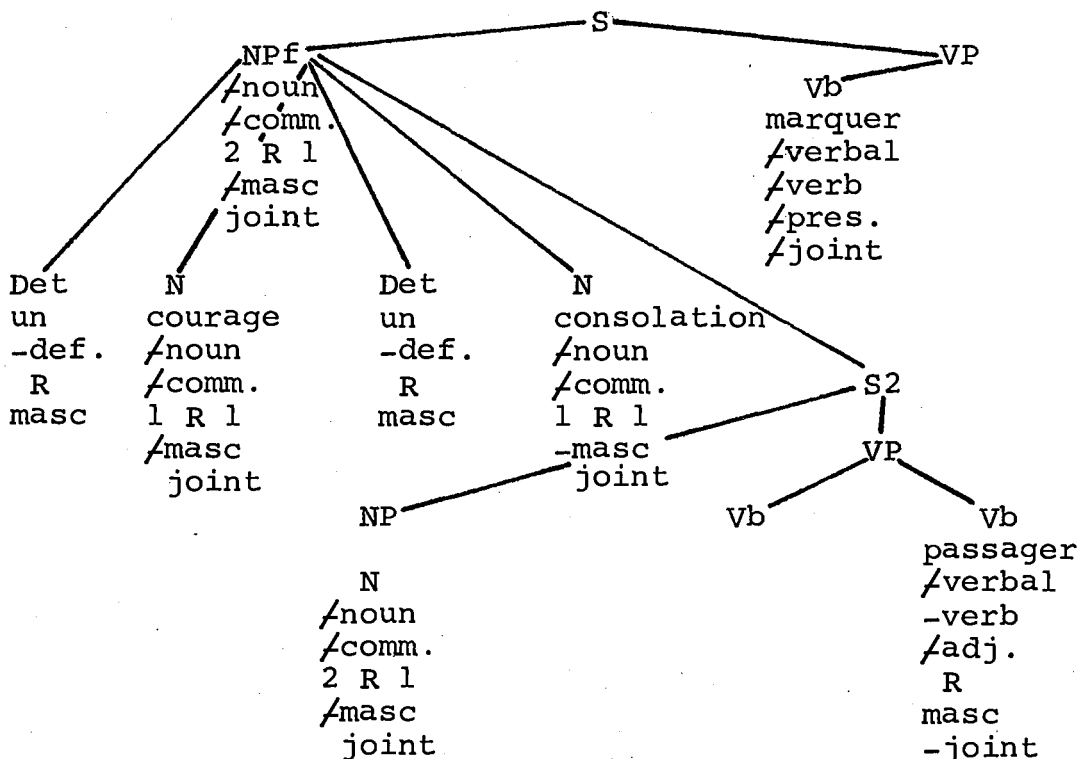 S
NPf
+noun
+comm.
2 R 1
+masc
joint
VP
Vb
marquer
+verbal
+verb
+pres.
+joint
Det
un
-def.
R
masc
N
courage
+noun
+comm.
1 R 1
+masc
joint
Det
un
-def.
R
masc
N
consolation
+noun
+comm.
1 R 1
-masc
joint
S2
VP
NP
N
+noun
+comm.
2 R 1
+masc
joint
Vb
Vb
passager
+verbal
-verb
+adj.
R
masc
-joint